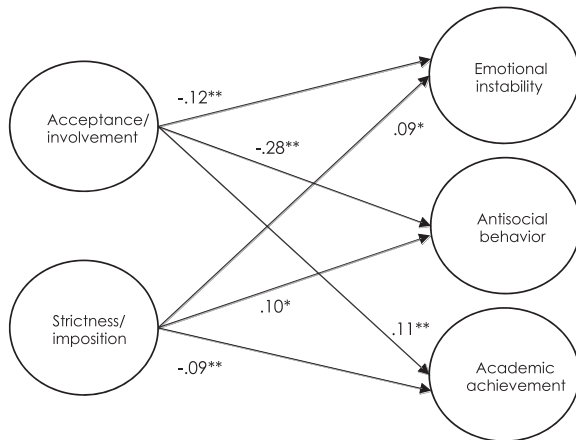 Acceptance/
involvement
Strictness/
imposition
-.12**
-.28**
.09*
.10*
.11**
-.09**
Emotional
instability
Antisocial
behavior
Academic
achievement